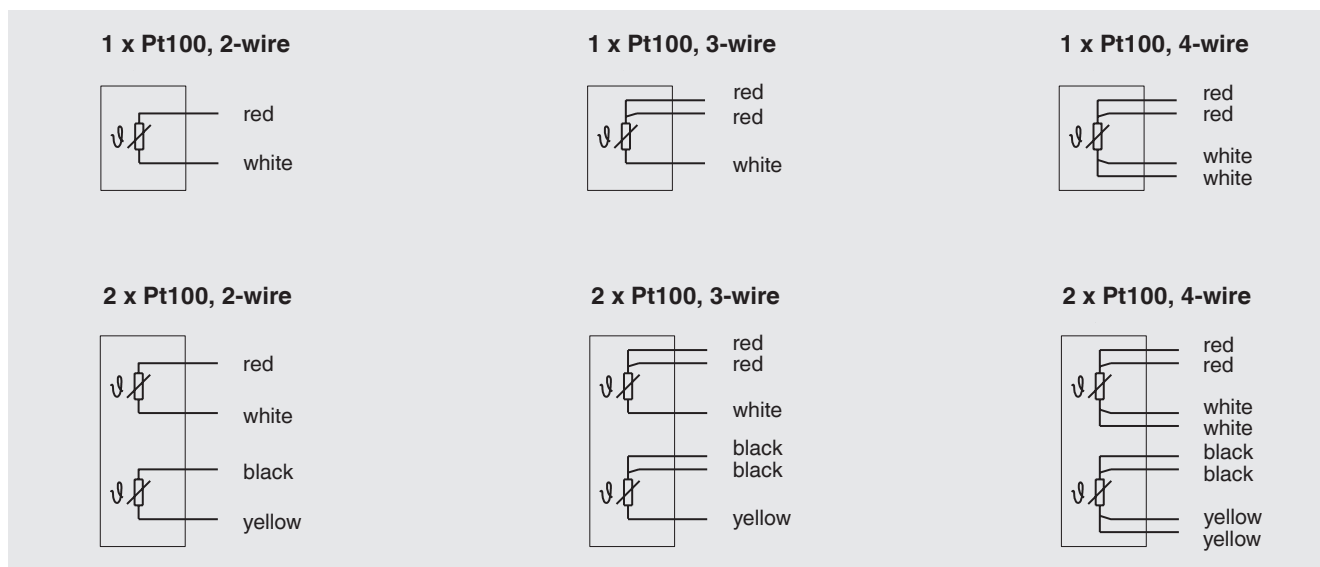 1 x Pt100, 2-wire
ϑ
red
white
1 x Pt100, 3-wire
ϑ
red
red
white
1 x Pt100, 4-wire
ϑ
red
red
white
white
2 x Pt100, 2-wire
ϑ
red
white
ϑ
black
yellow
2 x Pt100, 3-wire
ϑ
red
red
white
ϑ
black
black
yellow
2 x Pt100, 4-wire
ϑ
red
red
white
white
ϑ
black
black
yellow
yellow